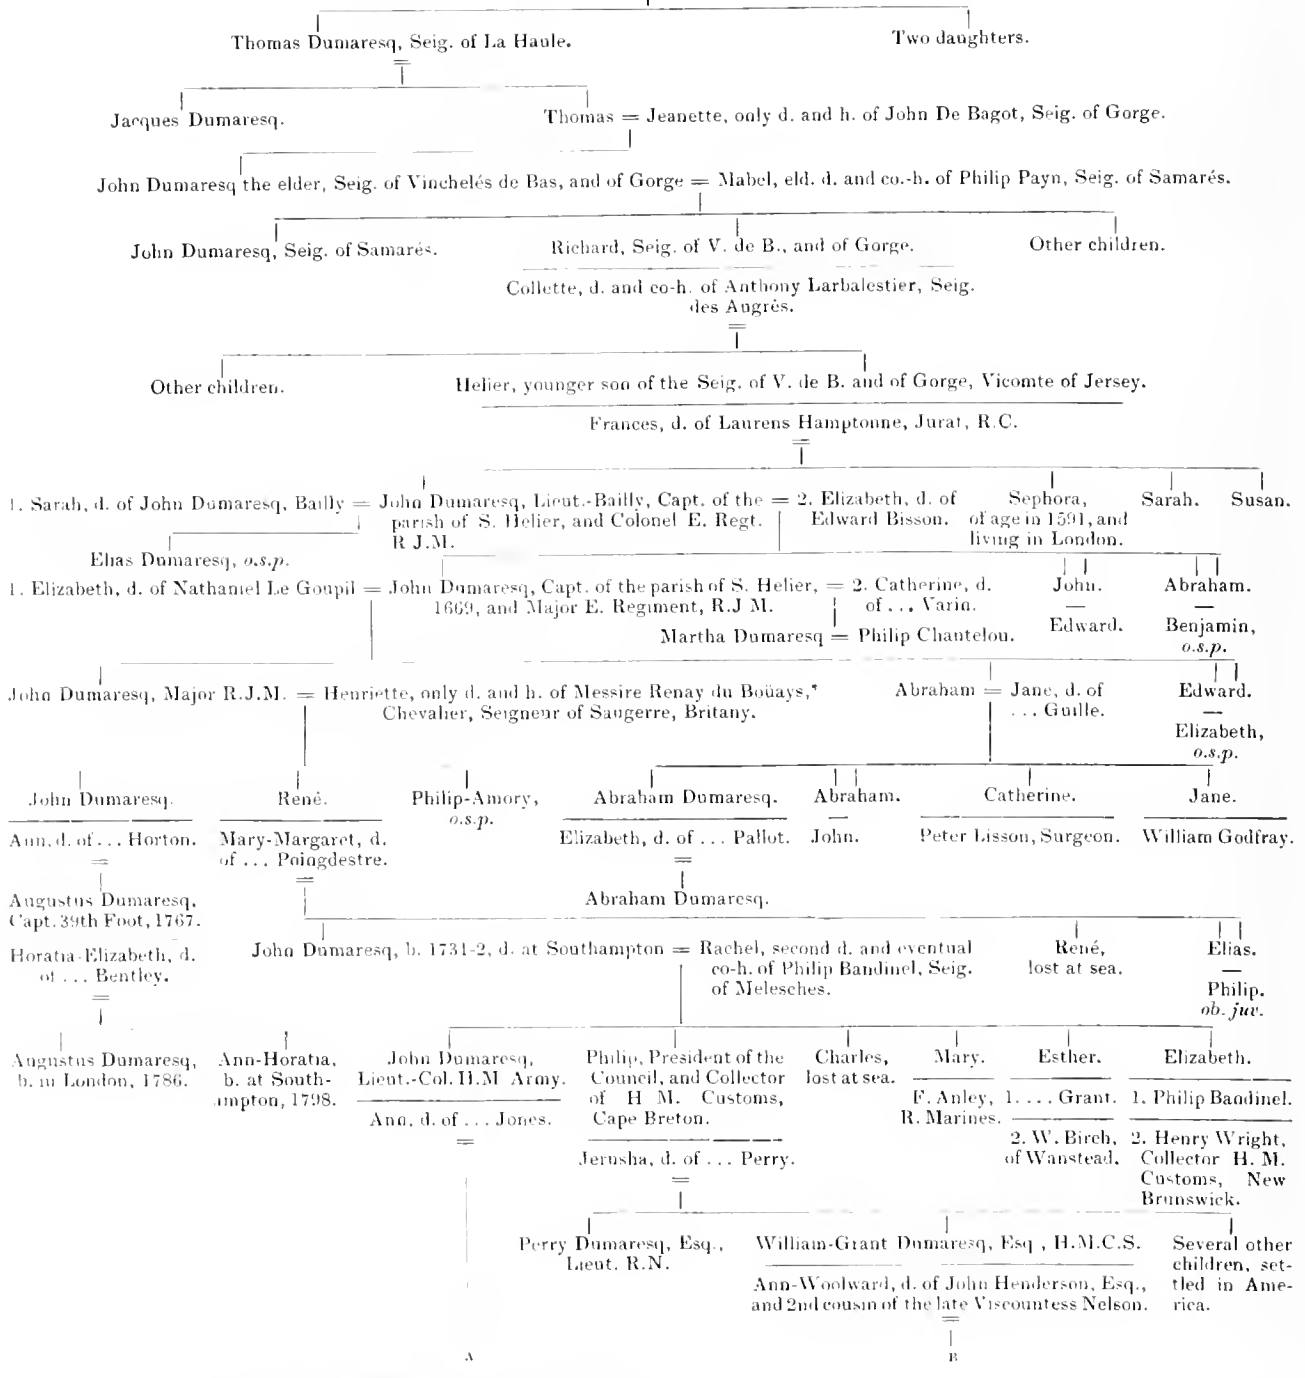 Thomas Dumaresq, Seig. of La Haule.
Two daughters.
Jacques Dumaresq.
Thomas = Jeanette, only d. and h. of John De Bagot, Seig. of Gorge.
John Dumaresq the elder, Seig. of Vinchelés de Bas, and of Gorge = Mabel, eld. d. and co.-h. of Philip Payn, Seig. of Samarés.
John Dumaresq, Seig. of Samarés.
Richard, Seig. of V. de B., and of Gorge.
Other children.
Collette, d. and co-h. of Anthony Larbalestier, Seig.
des Augrés.
=
Other children.
Helier, younger son of the Seig. of V. de B. and of Gorge, Vicomte of Jersey.
Frances, d. of Laurens Hamptonne, Jurat, R.C.
=
1. Sarah, d. of John Dumaresq, Bailly = John Dumaresq, Lieut.-Bailly, Capt. of the = 2. Elizabeth, d. of
parish of S. Helier, and Colonel E. Regt.
R J.M.
Edward Bisson.
Sephora,
of age in 1591, and
living in London.
Sarah.
Susan.
Elias Dumaresq, o.s.p.
1. Elizabeth, d. of Nathaniel Le Goupil = John Dumaresq, Capt. of the parish of S. Helier, = 2. Catherine, d.
1669, and Major E. Regiment, R.J M.
of ... Varin.
John.
—
Edward.
Abraham.
—
Benjamin,
o.s.p.
Martha Dumaresq = Philip Chantelou.
John Dumaresq, Major R.J.M. = Henriette, only d. and h. of Messire Renay du Boüays,*
Chevalier, Seigneur of Saugerre, Britany.
Abraham = Jane, d. of
... Guille.
Edward.
—
Elizabeth,
o.s.p.
John Dumaresq.
René.
Philip-Amory,
o.s.p.
Abraham Dumaresq.
Abraham.
Catherine.
Jane.
Ann, d. of ... Horton.
Mary-Margaret, d.
of ... Poingdestre.
Elizabeth, d. of ... Pallot.
—
John.
Peter Lisson, Surgeon.
William Godfray.
=
=
=
Augustus Dumaresq,
Capt. 39th Foot, 1767.
Abraham Dumaresq.
=
Horatia-Elizabeth, d.
of ... Bentley.
=
John Dumaresq, b. 1731-2, d. at Southampton = Rachel, second d. and eventual
co-h. of Philip Bandinel, Seig.
of Melesches.
René,
lost at sea.
Elias.
—
Philip.
ob. juv.
Augustus Dumaresq,
b. in London, 1786.
Ann-Horatia,
b. at South-
ampton, 1798.
John Dumaresq,
Lieut.-Col. H.M Army.
Ann, d. of ... Jones.
=
Philip, President of the
Council, and Collector
of H M. Customs,
Cape Breton.
Jerusha, d. of ... Perry.
=
Charles,
lost at sea.
Mary.
F. Anley,
R. Marines.
Esther.
1. ... Grant.
2. W. Birch,
of Wanstead.
Elizabeth.
1. Philip Bandinel.
2. Henry Wright,
Collector H. M.
Customs, New
Brunswick.
Perry Dumaresq, Esq.,
Lieut. R.N.
William-Grant Dumaresq, Esq , H.M.C.S.
Ann-Woolward, d. of John Henderson, Esq.,
and 2nd cousin of the late Viscountess Nelson.
=
Several other
children, set-
tled in Ame-
rica.
A
B